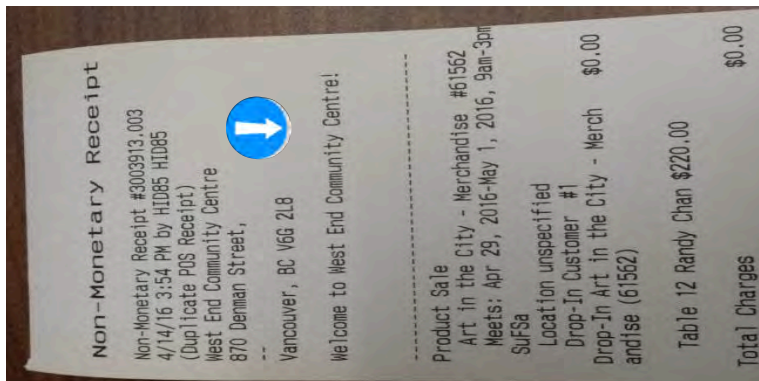 Non-Monetary Receipt
Non-Monetary Receipt #3003913.003
4/14/16 3:54 PM by HID85 HID85
(Duplicate POS Receipt)
West End Community Centre
870 Denman Street,
--
Vancouver, BC V6G 2L8
Welcome to West End Community Centre!
--------------------------------
Product Sale
Art in the City - Merchandise #61562
Meets: Apr 29, 2016-May 1, 2016, 9am-3pm
SuFSa
Location unspecified
Drop-In Customer #1
Drop-In Art in the City - Merch $0.00
andise (61562)
Table 12 Randy Chan $220.00
Total Charges $0.00